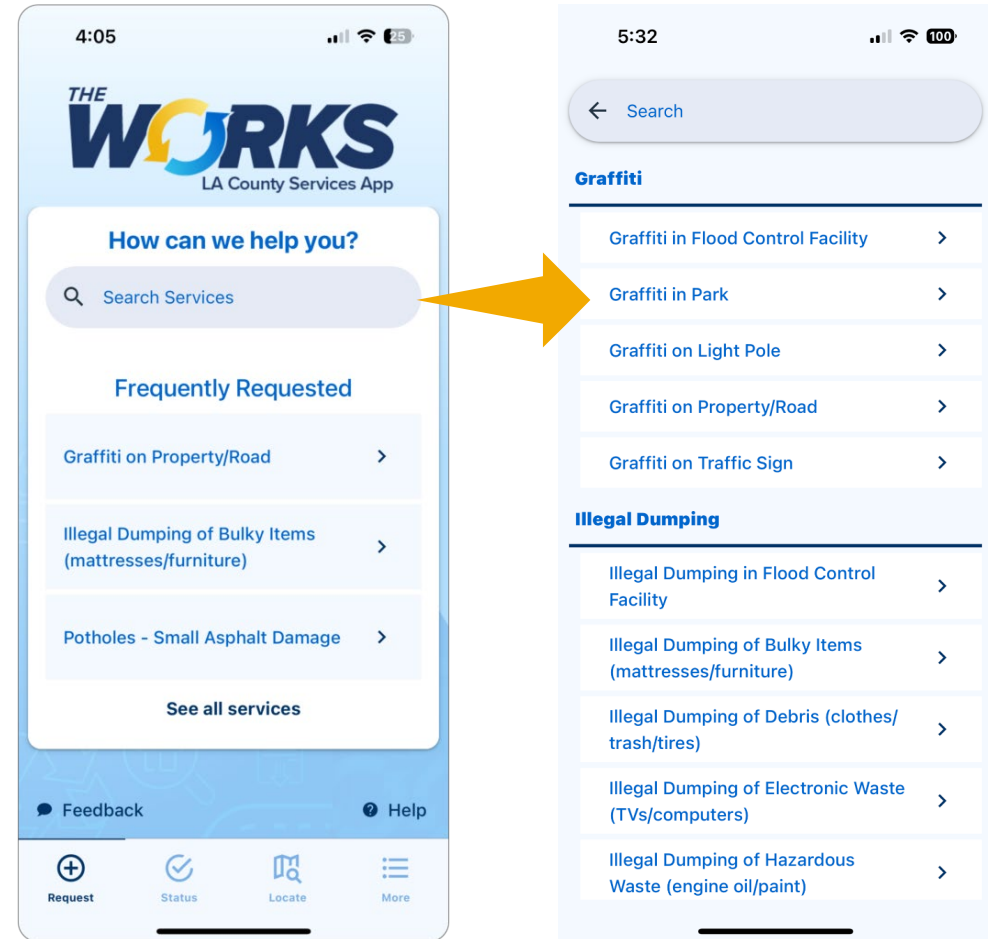 4:05
25
THE
WORKS
LA County Services App
How can we help you?
Search Services
Frequently Requested
Graffiti on Property/Road
Illegal Dumping of Bulky Items
(mattresses/furniture)
Potholes - Small Asphalt Damage
See all services
Feedback
Help
Request
Status
Locate
More
5:32
100
Search
Graffiti
Graffiti in Flood Control Facility
Graffiti in Park
Graffiti on Light Pole
Graffiti on Property/Road
Graffiti on Traffic Sign
Illegal Dumping
Illegal Dumping in Flood Control
Facility
Illegal Dumping of Bulky Items
(mattresses/furniture)
Illegal Dumping of Debris (clothes/
trash/tires)
Illegal Dumping of Electronic Waste
(TVs/computers)
Illegal Dumping of Hazardous
Waste (engine oil/paint)